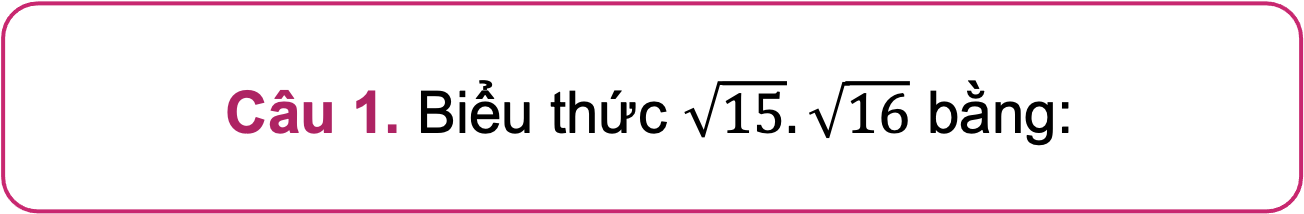 Câu 1. Biểu thức √15. √16 bằng: